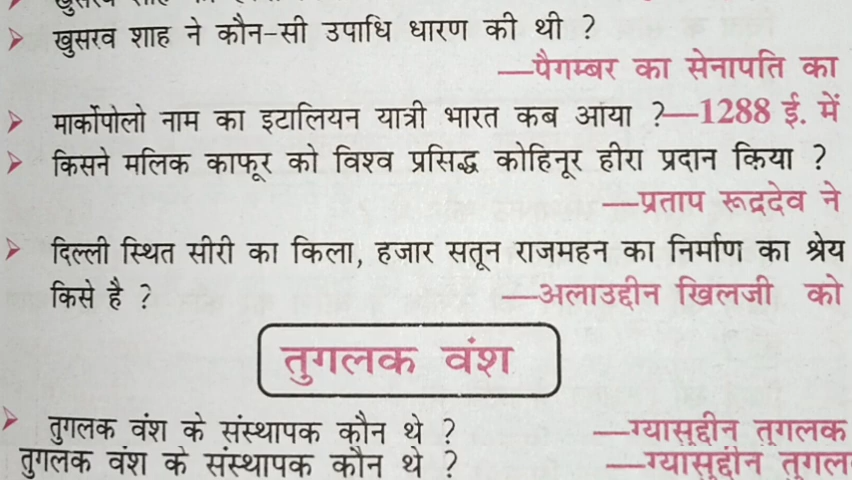 खुसरव शाह ने कौन-सी उपाधि धारण की थी ?
—पैगम्बर का सेनापति का
मार्कोपोलो नाम का इटालियन यात्री भारत कब आया ?—1288 ई. में
किसने मलिक काफूर को विश्व प्रसिद्ध कोहिनूर हीरा प्रदान किया ?
—प्रताप रूद्रदेव ने
दिल्ली स्थित सीरी का किला, हजार सतून राजमहन का निर्माण का श्रेय
किसे है ? —अलाउद्दीन खिलजी को
तुगलक वंश
तुगलक वंश के संस्थापक कौन थे ? —ग्यासुद्दीन तुगलक
तुगलक वंश के संस्थापक कौन थे ? —ग्यासुद्दीन तुगल